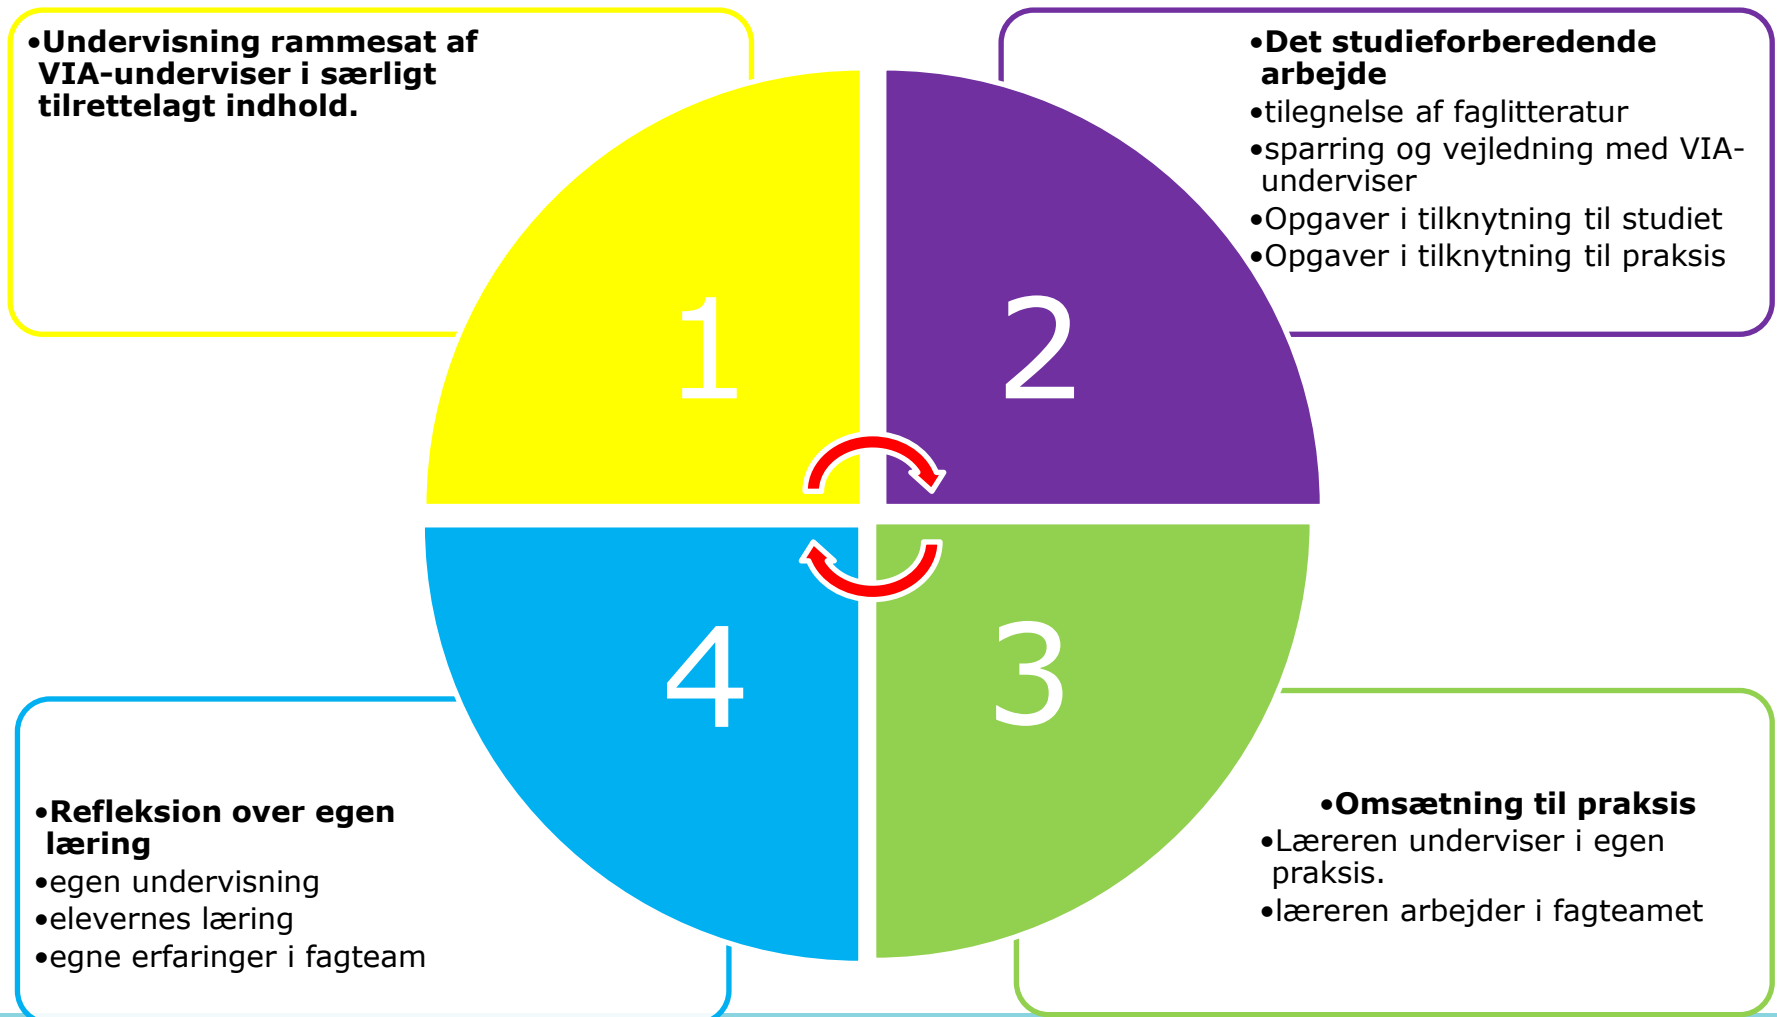 •Undervisning rammesat af
VIA-underviser i særligt
tilrettelagt indhold.
•Det studieforberedende
arbejde
•tilegnelse af faglitteratur
•sparring og vejledning med VIA-
underviser
•Opgaver i tilknytning til studiet
•Opgaver i tilknytning til praksis
1
2
4
3
•Refleksion over egen
læring
•egen undervisning
•elevernes læring
•egne erfaringer i fagteam
•Omsætning til praksis
•Læreren underviser i egen
praksis.
•læreren arbejder i fagteamet